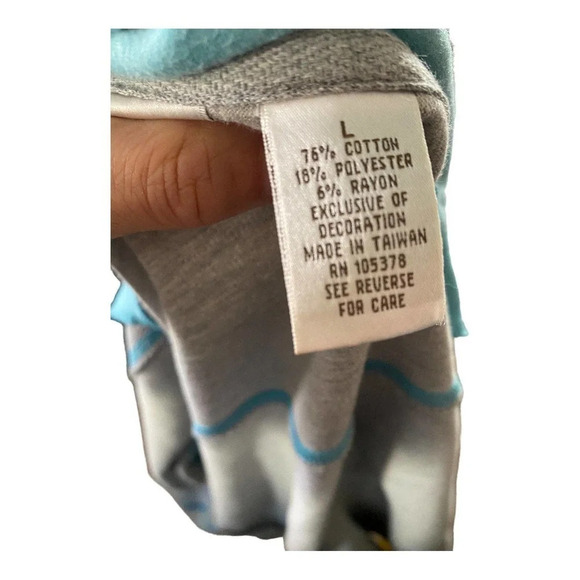 L
76% COTTON
18% POLYESTER
6% RAYON
EXCLUSIVE OF
DECORATION
MADE IN TAIWAN
RN 105378
SEE REVERSE
FOR CARE